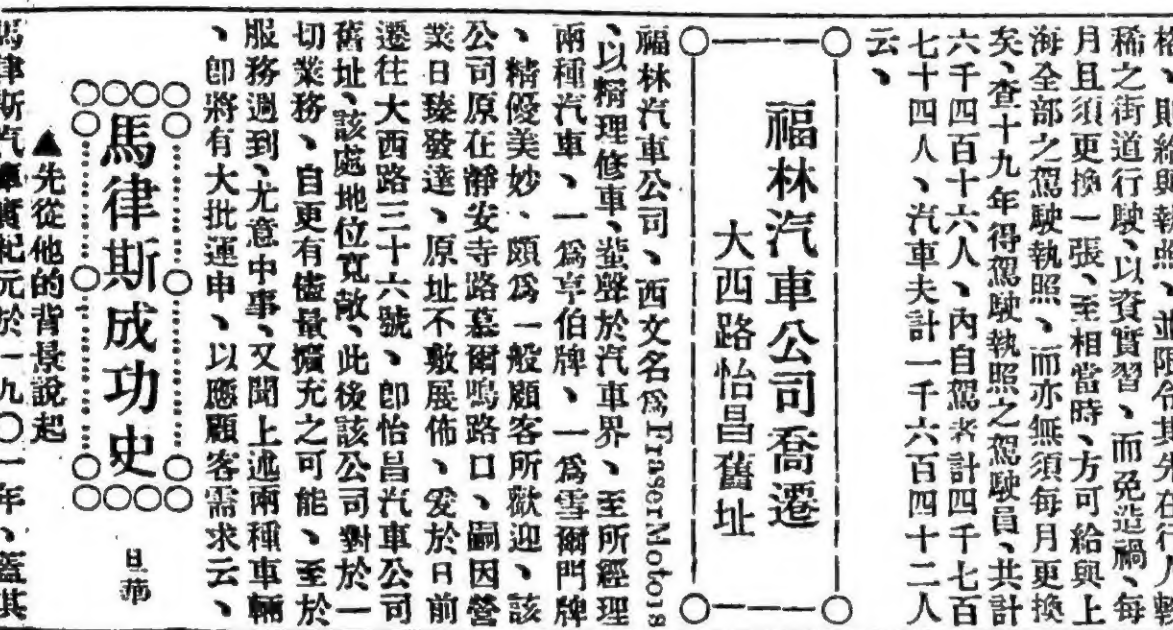 格、則給與執照、並限令其先在行人較
稀之街道行駛、以資實習、而免造禍、每
月且須更換一張、至相當時、方可給與上
海全部之駕駛執照、而亦無須每月更換
矣、查十九年得駕駛執照之駕駛員、共計
六千四百十六人、內自駕者計四千七百
七十四人、汽車夫計一千六百四十二人
云、
福林汽車公司喬遷
大西路怡昌舊址
福林汽車公司、西文名爲Fraser Motors
、以精理修車、蜚聲於汽車界、至所經理
兩種汽車、一爲亨伯牌、一爲雪爾門牌
、精優美妙、頗爲一般顧客所歡迎、該
公司原在靜安寺路慕爾鳴路口、嗣因營
業日臻發達、原址不敷展佈、爰於日前
遷往大西路三十六號、卽怡昌汽車公司
舊址、該處地位寬敞、此後該公司對於一
切業務、自更有儘量擴充之可能、至於
服務週到、尤意中事、又聞上述兩種車輛
、卽將有大批運申、以應顧客需求云、
馬律斯成功史
旦華
▲先從他的背景說起
馬律斯汽車實紀元於一九〇一年、蓋其